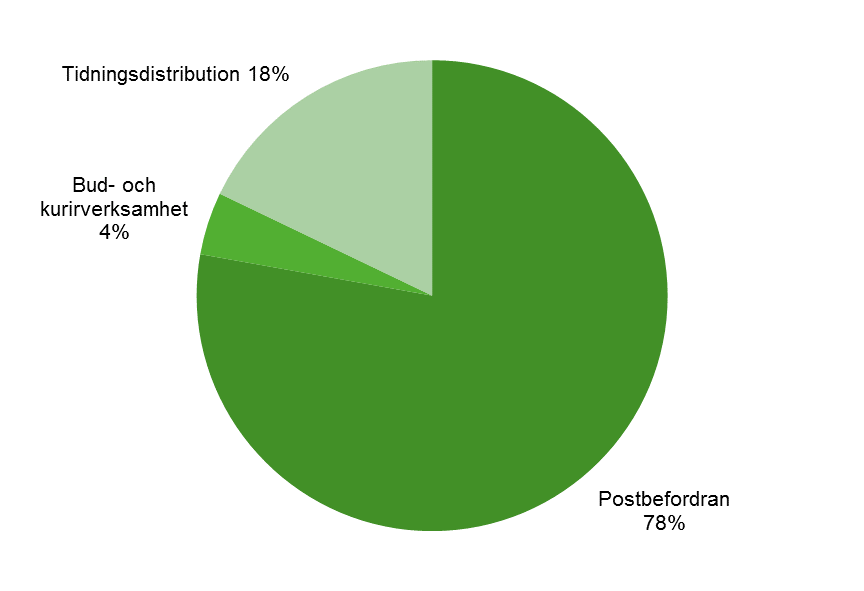 Tidningsdistribution 18%
Bud- och
kurirverksamhet
4%
Postbefordran
78%